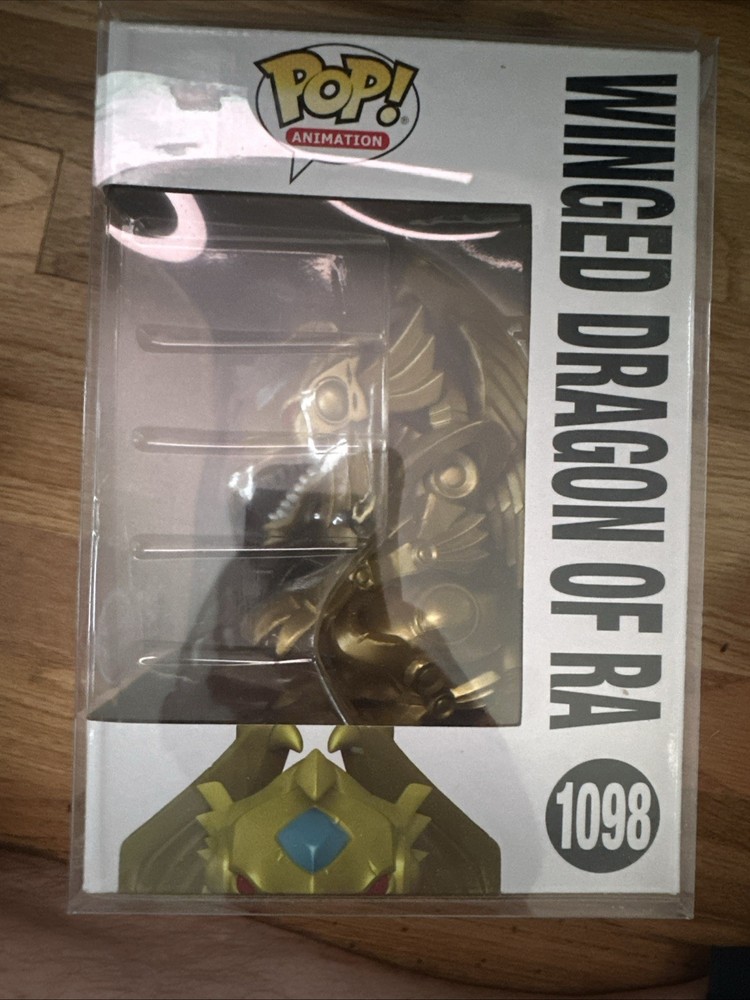 POP!
ANIMATION
WINGED DRAGON OF RA
1098